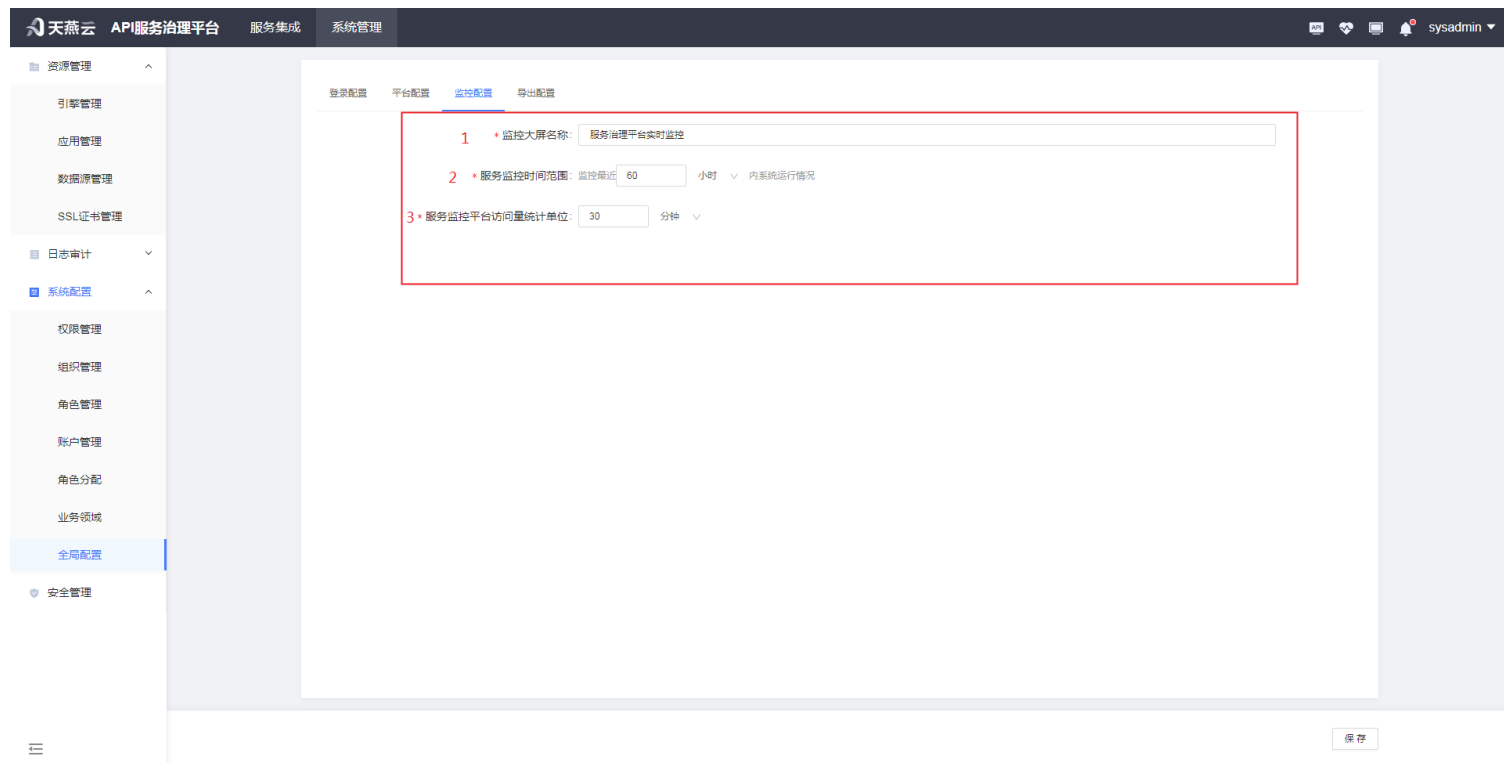 天燕云 API服务治理平台 服务集成 系统管理 API sysadmin
资源管理
引擎管理
应用管理
数据源管理
SSL证书管理
日志审计
系统配置
权限管理
组织管理
角色管理
账户管理
角色分配
业务领域
全局配置
安全管理
登录配置 平台配置 监控配置 导出配置
1 * 监控大屏名称: 服务治理平台实时监控
2 * 服务监控时间范围: 监控最近 60 小时 内系统运行情况
3 * 服务监控平台访问量统计单位: 30 分钟
保存